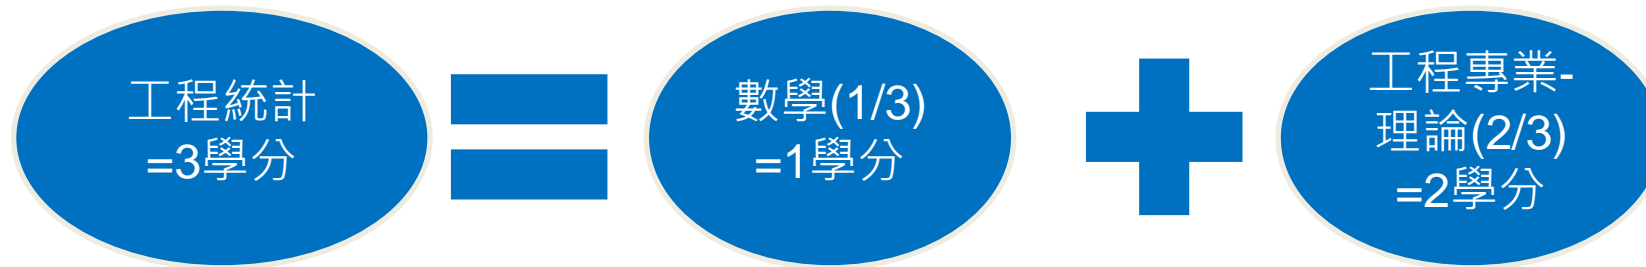 工程統計
=3學分
數學(1/3)
=1學分
工程專業-
理論(2/3)
=2學分